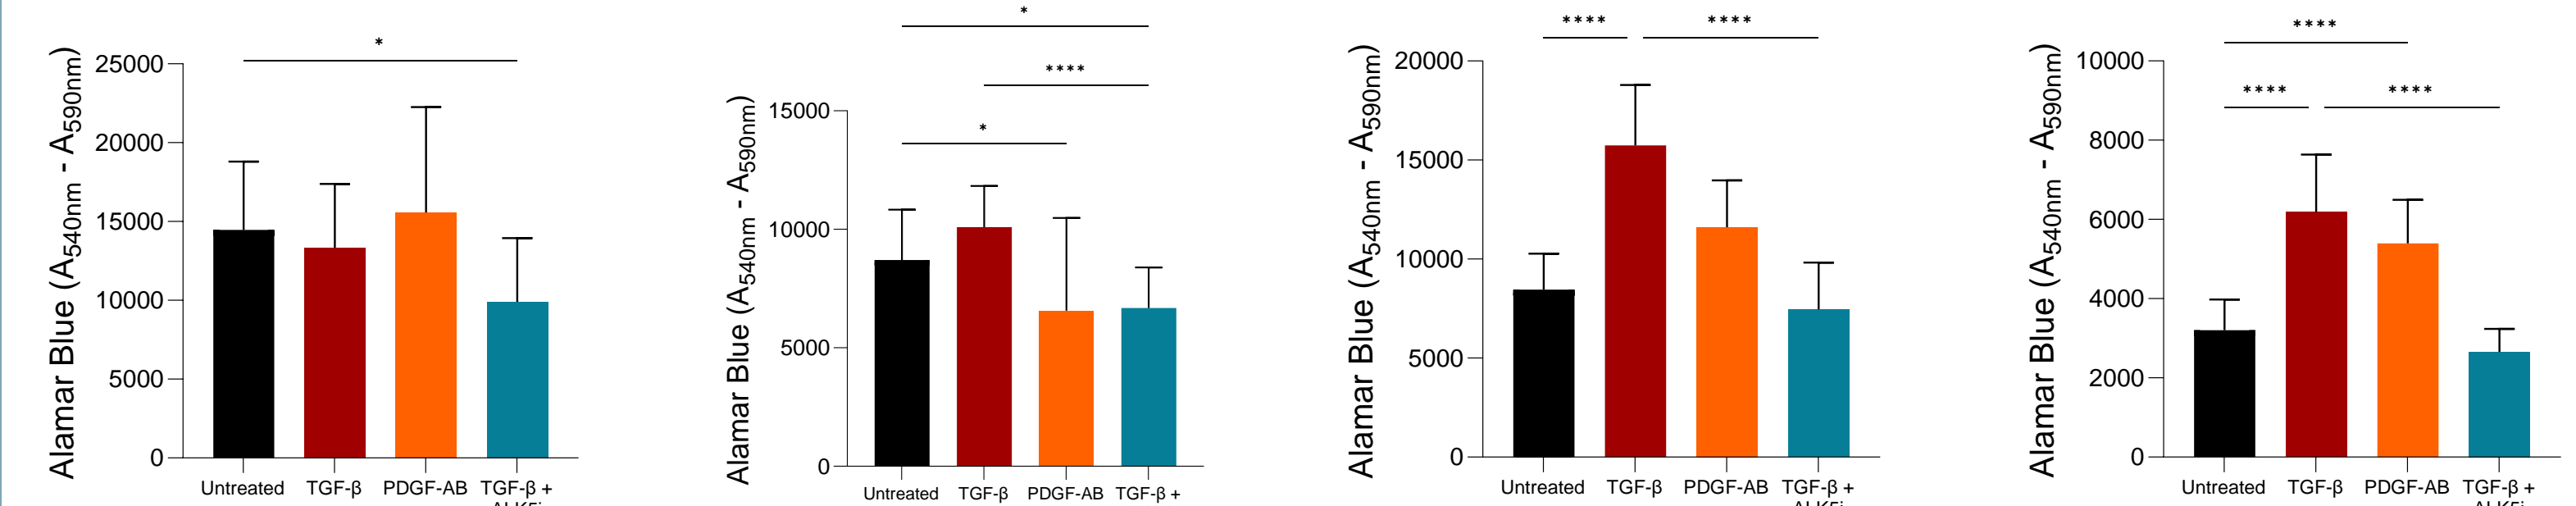 *
25000
20000
15000
10000
5000
0
Alamar Blue (A540nm - A590nm)
Untreated TGF-β PDGF-AB TGF-β +
ALK5i
*
****
*
15000
10000
5000
0
Alamar Blue (A540nm - A590nm)
Untreated TGF-β PDGF-AB TGF-β +
**** ****
20000
15000
10000
5000
0
Alamar Blue (A540nm - A590nm)
Untreated TGF-β PDGF-AB TGF-β +
ALK5i
****
**** ****
10000
8000
6000
4000
2000
0
Alamar Blue (A540nm - A590nm)
Untreated TGF-β PDGF-AB TGF-β +
ALK5i